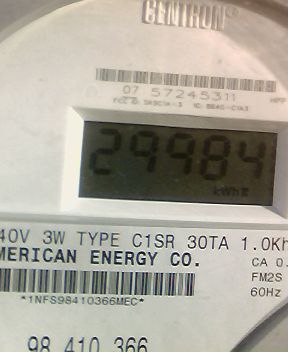 CENTRON®
07 57245311
29984
kWh
40V 3W TYPE C1SR 30TA 1.0Kh
MERICAN ENERGY CO.
CA 0.
FM2S
*1NFS98410366MEC*
60Hz
98 410 366